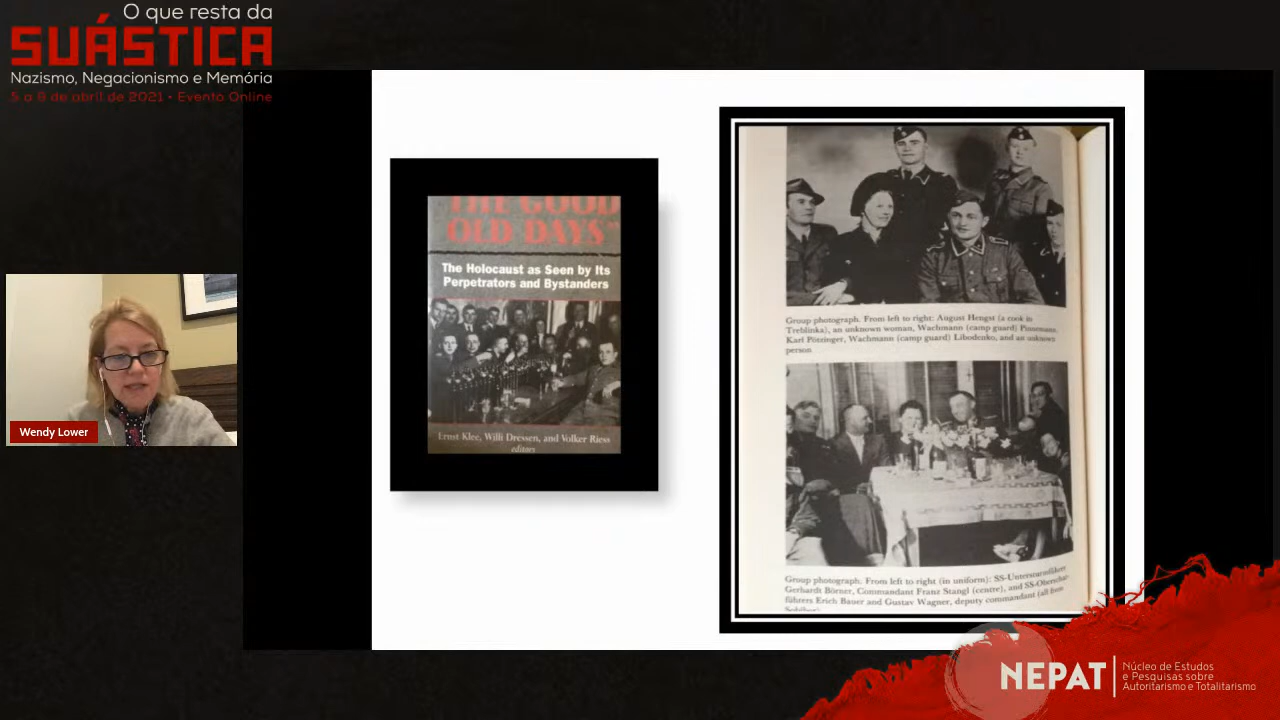 O que resta da
SUÁSTICA
Nazismo, Negacionismo e Memória
5 a 9 de abril de 2021 • Evento Online
Wendy Lower
THE GOOD
OLD DAYS"
The Holocaust as Seen by Its
Perpetrators and Bystanders
Ernst Klee, Willi Dressen, and Volker Riess
editors
Group photograph. From left to right: August Hengst (a cook in
Treblinka), an unknown woman, Wachmann (camp guard)
Karl Pötzinger, Wachmann (camp guard) Libodenko, and an unknown
person
Group photograph. From left to right (in uniform): SS-Untersturmführer
Gerhardt Börner, Commandant Franz Stangl (centre), and SS-Oberschar-
führers Erich Bauer and Gustav Wagner, deputy commandant (all from
NEPAT
Núcleo de Estudos
e Pesquisas sobre
Autoritarismo e Totalitarismo